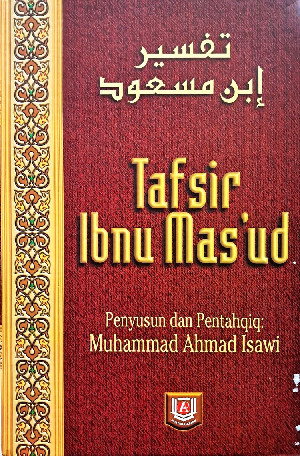 تفسير
إبن مسعود
Tafsir
Ibnu Mas'ud
Penyusun dan Pentahqiq:
Muhammad Ahmad Isawi